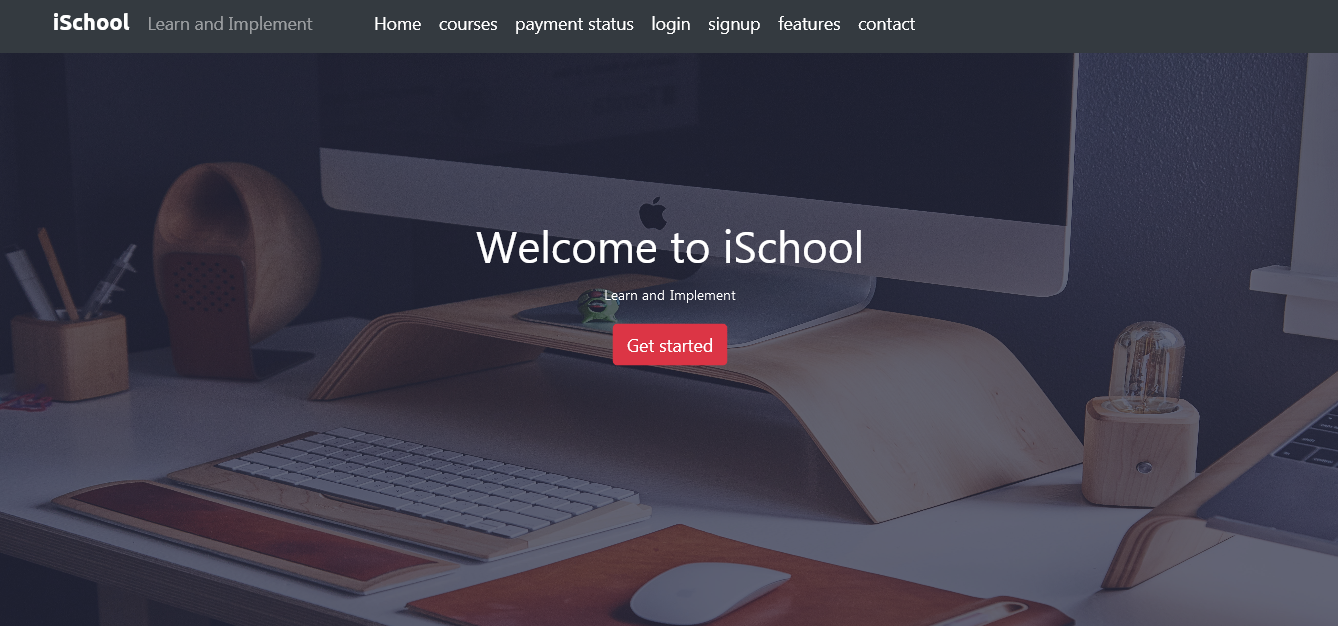 iSchool Learn and Implement Home courses payment status login signup features contact
Welcome to iSchool
Learn and Implement
Get started